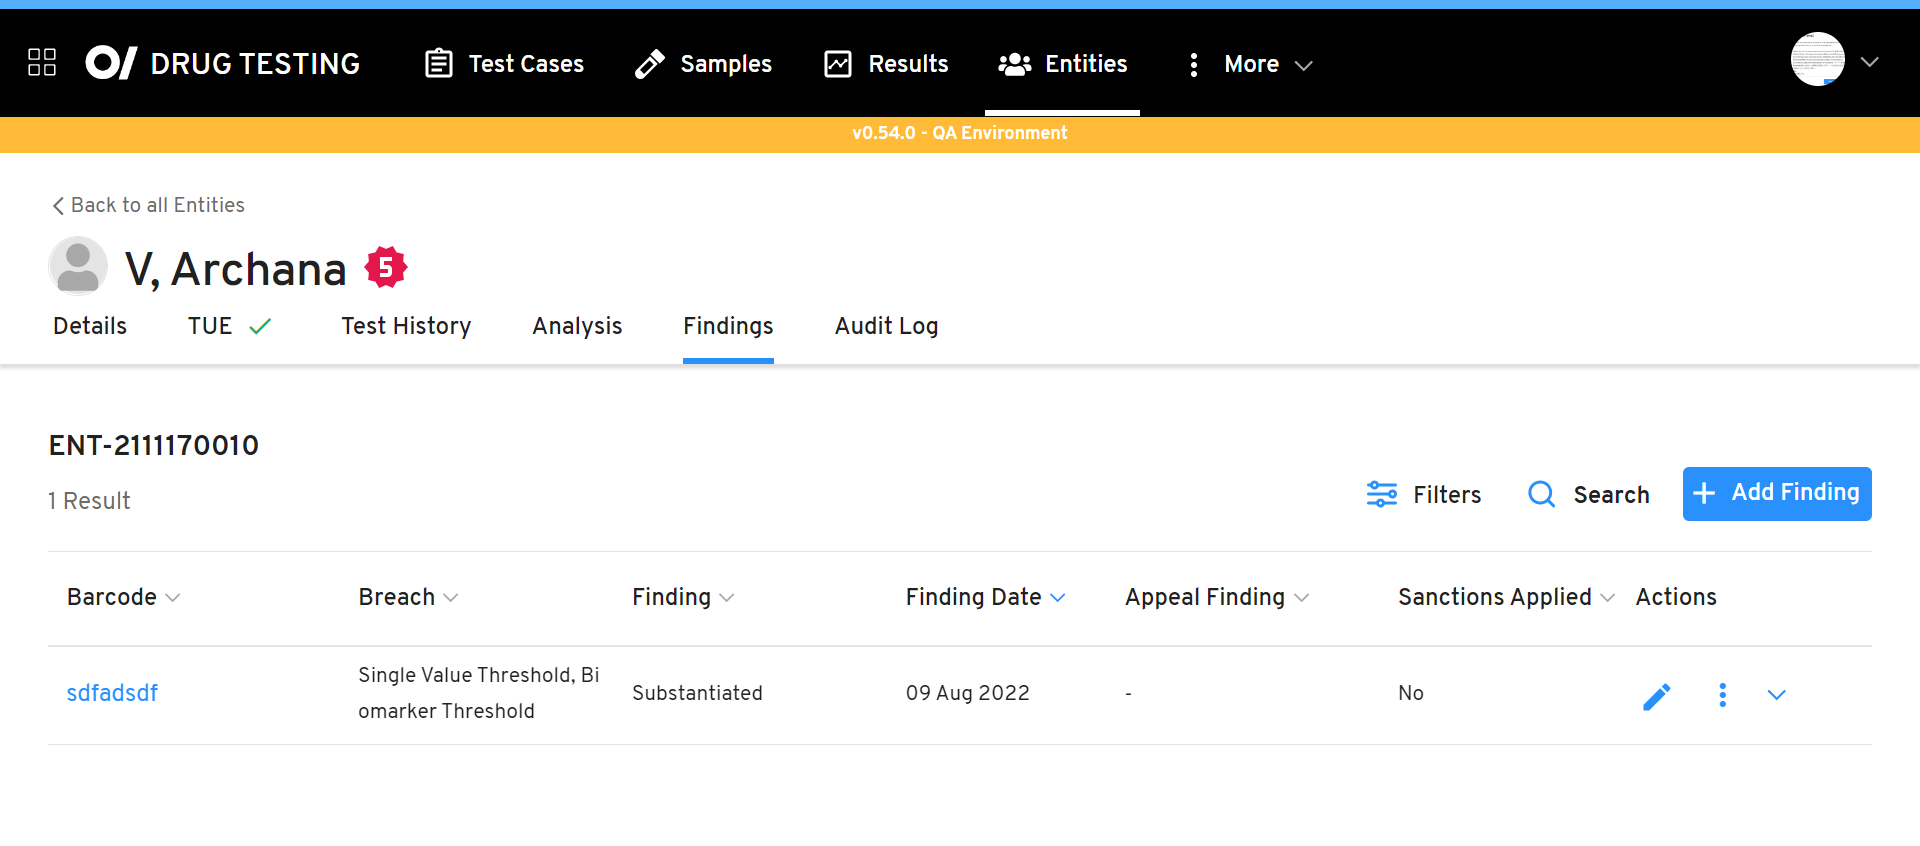 DRUG TESTING Test Cases Samples Results Entities More
v0.54.0 - QA Environment
Back to all Entities
V, Archana 5
Details TUE Test History Analysis Findings Audit Log
ENT-2111170010
1 Result
Filters Search + Add Finding
Barcode Breach Finding Finding Date Appeal Finding Sanctions Applied Actions
sdfadsdf Single Value Threshold, Bi Substantiated 09 Aug 2022 - No
omarker Threshold